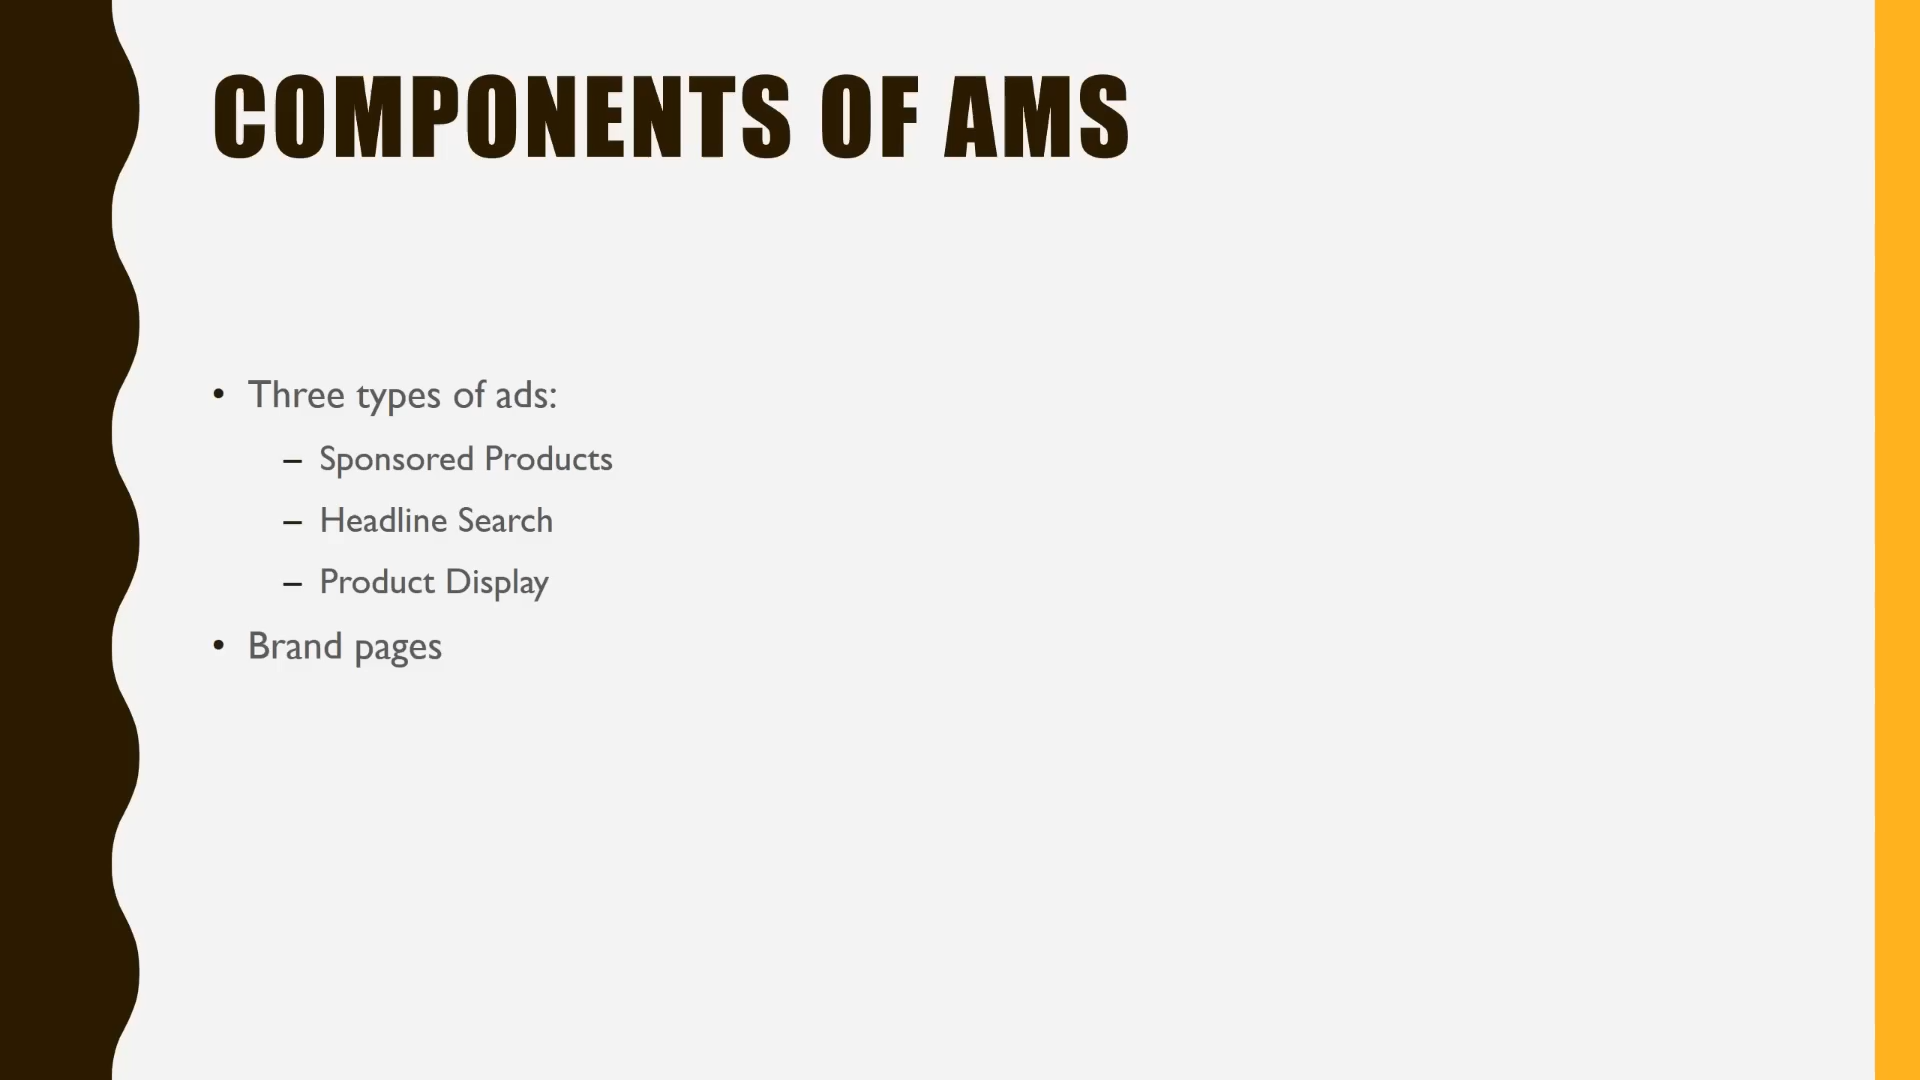 COMPONENTS OF AMS
• Three types of ads:
– Sponsored Products
– Headline Search
– Product Display
• Brand pages